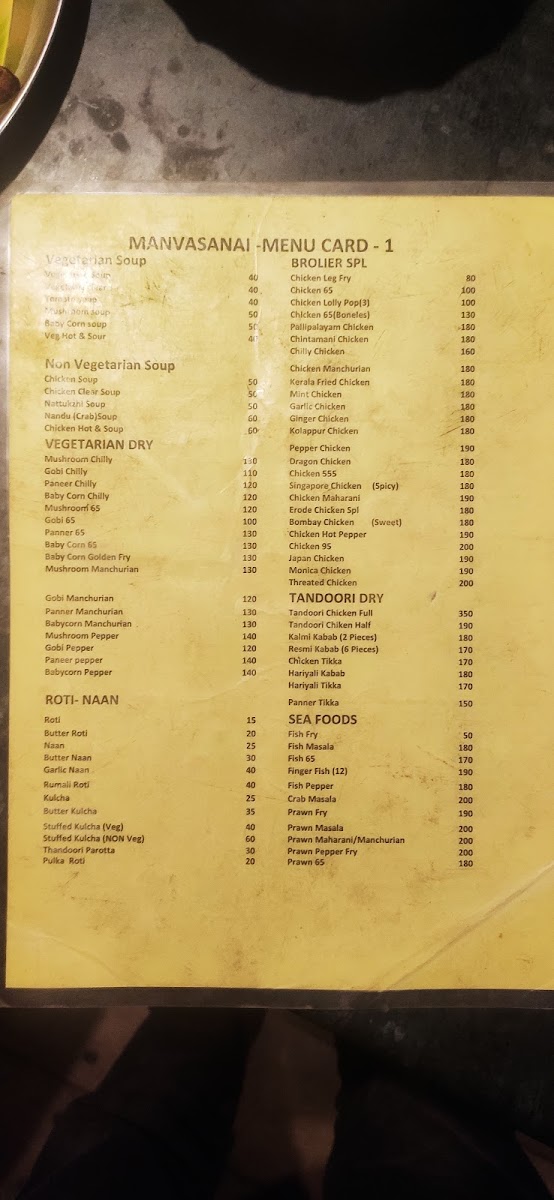 MANVASANAI -MENU CARD - 1
Vegeterian Soup
40
40
Tomato Soup 40
Mushroom Soup 50
Baby Corn soup 50
Veg Hot & Sour 40
Non Vegetarian Soup
Chicken Soup 50
Chicken Clear Soup 50
Nattukzhi Soup 50
Nandu (Crab)Soup 60
Chicken Hot & Soup 60
VEGETARIAN DRY
Mushroom Chilly
Gobi Chilly 110
Paneer Chilly 120
Baby Corn Chilly 120
Mushroom 65 120
Gobi 65 100
Panner 65 130
Baby Corn 65 130
Baby Corn Golden Fry 130
Mushroom Manchurian 130
Gobi Manchurian 120
Panner Manchurian 130
Babycorn Manchurian 130
Mushroom Pepper 140
Gobi Pepper 120
Paneer pepper 140
Babycorn Pepper 140
ROTI- NAAN
Roti 15
Butter Roti 20
Naan 25
Butter Naan 30
Garlic Naan 40
Rumali Roti 40
Kulcha 25
Butter Kulcha 35
Stuffed Kulcha (Veg) 40
Stuffed Kulcha (NON Veg) 60
Thandoori Parotta 30
Pulka Roti 20
BROLIER SPL
Chicken Leg Fry 80
Chicken 65 100
Chicken Lolly Pop(3) 100
Chicken 65(Boneles) 130
Pallipalayam Chicken 180
Chintamani Chicken 180
Chilly Chicken 160
Chicken Manchurian 180
Kerala Fried Chicken 180
Mint Chicken 180
Garlic Chicken 180
Ginger Chicken 180
Kolappur Chicken 180
Pepper Chicken 190
Dragon Chicken 180
Chicken 555 180
Singapore Chicken (Spicy) 180
Chicken Maharani 190
Erode Chicken Spl 180
Bombay Chicken (Sweet) 180
Chicken Hot Pepper 190
Chicken 95 200
Japan Chicken 190
Monica Chicken 190
Threated Chicken 200
TANDOORI DRY
Tandoori Chicken Full 350
Tandoori Chiken Half 190
Kalmi Kabab (2 Pieces) 180
Resmi Kabab (6 Pieces) 170
Chicken Tikka 170
Hariyali Kabab 180
Hariyali Tikka 170
Panner Tikka 150
SEA FOODS
Fish Fry 50
Fish Masala 180
Fish 65 170
Finger Fish (12) 190
Fish Pepper 180
Crab Masala 200
Prawn Fry 190
Prawn Masala 200
Prawn Maharani/Manchurian 200
Prawn Pepper Fry 200
Prawn 65 180